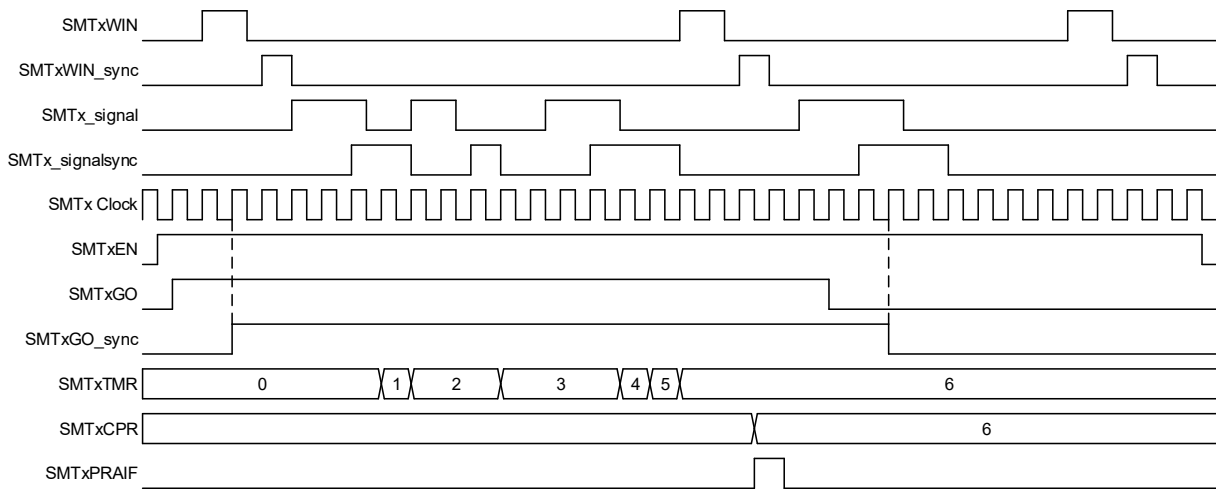 SMTxWIN
SMTxWIN_sync
SMTx_signal
SMTx_signalsync
SMTx Clock
SMTxEN
SMTxGO
SMTxGO_sync
SMTxTMR 0 1 2 3 4 5 6
SMTxCPR 6
SMTxPRAIF